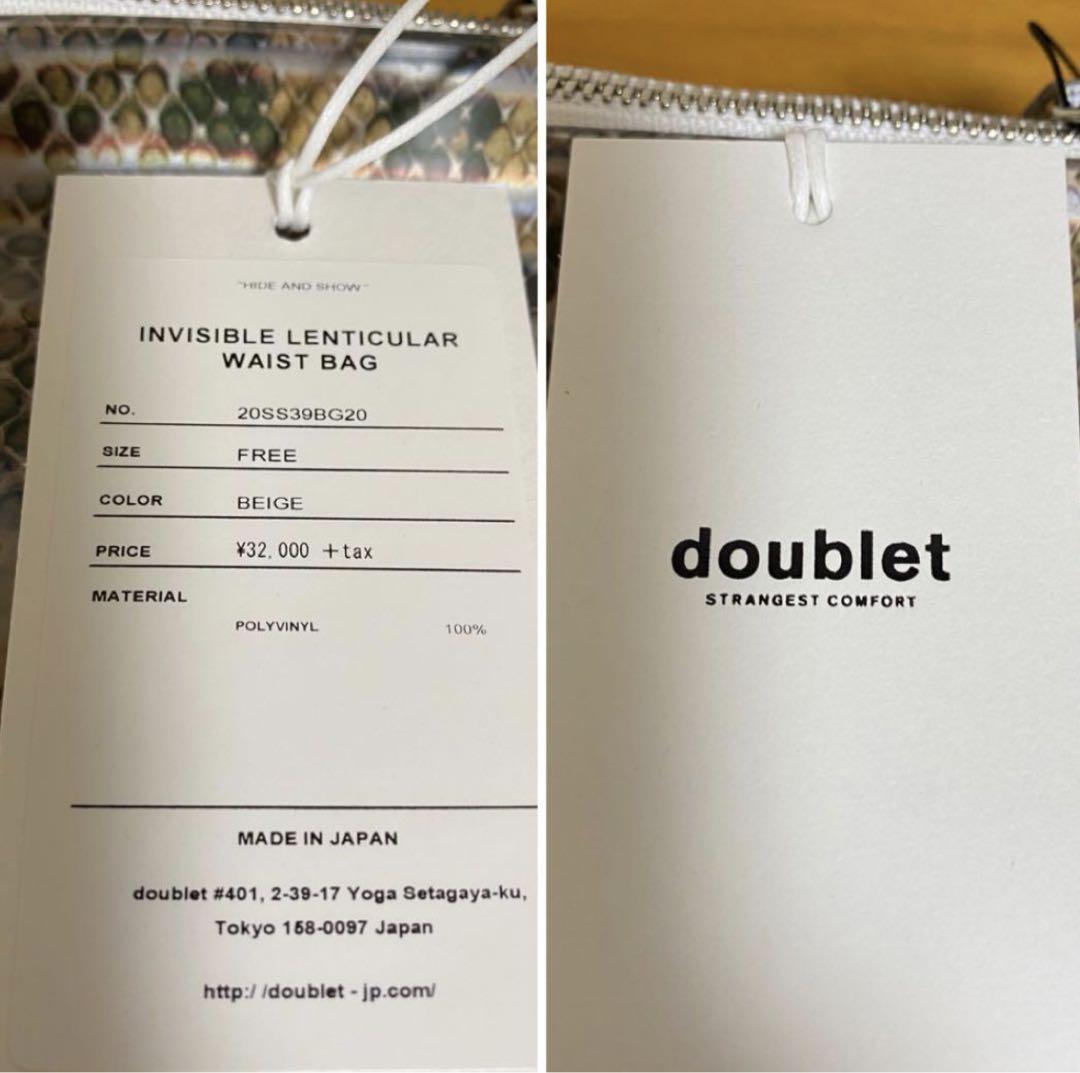 "HIDE AND SHOW"
INVISIBLE LENTICULAR
WAIST BAG
NO. 20SS39BG20
SIZE FREE
COLOR BEIGE
PRICE ¥32,000 +tax
MATERIAL
POLYVINYL 100%
MADE IN JAPAN
doublet #401, 2-39-17 Yoga Setagaya-ku,
Tokyo 158-0097 Japan
http://doublet-jp.com/
doublet
STRANGEST COMFORT